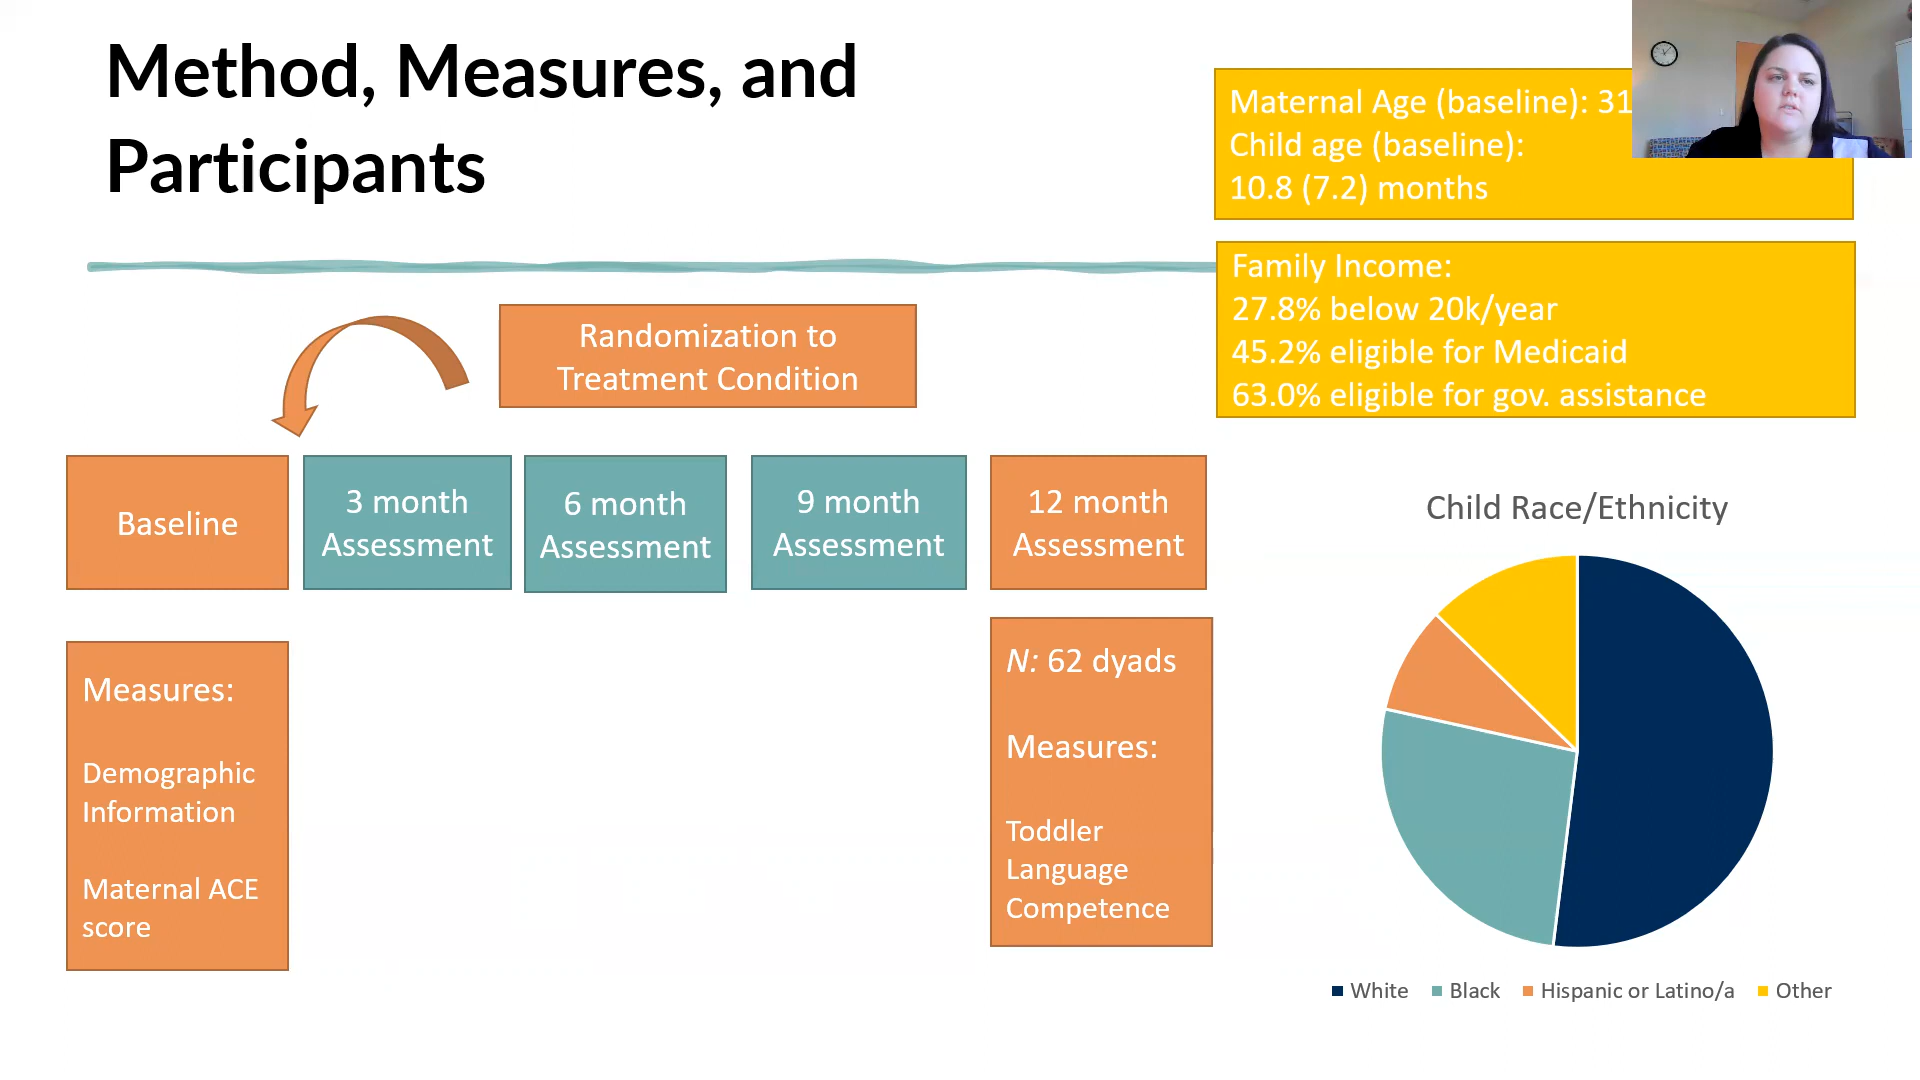 Method, Measures, and
Participants
Maternal Age (baseline): 31
Child age (baseline):
10.8 (7.2) months
Family Income:
27.8% below 20k/year
45.2% eligible for Medicaid
63.0% eligible for gov. assistance
Randomization to
Treatment Condition
Baseline
3 month
Assessment
6 month
Assessment
9 month
Assessment
12 month
Assessment
Measures:
Demographic
Information
Maternal ACE
score
N: 62 dyads
Measures:
Toddler
Language
Competence
Child Race/Ethnicity
White
Black
Hispanic or Latino/a
Other